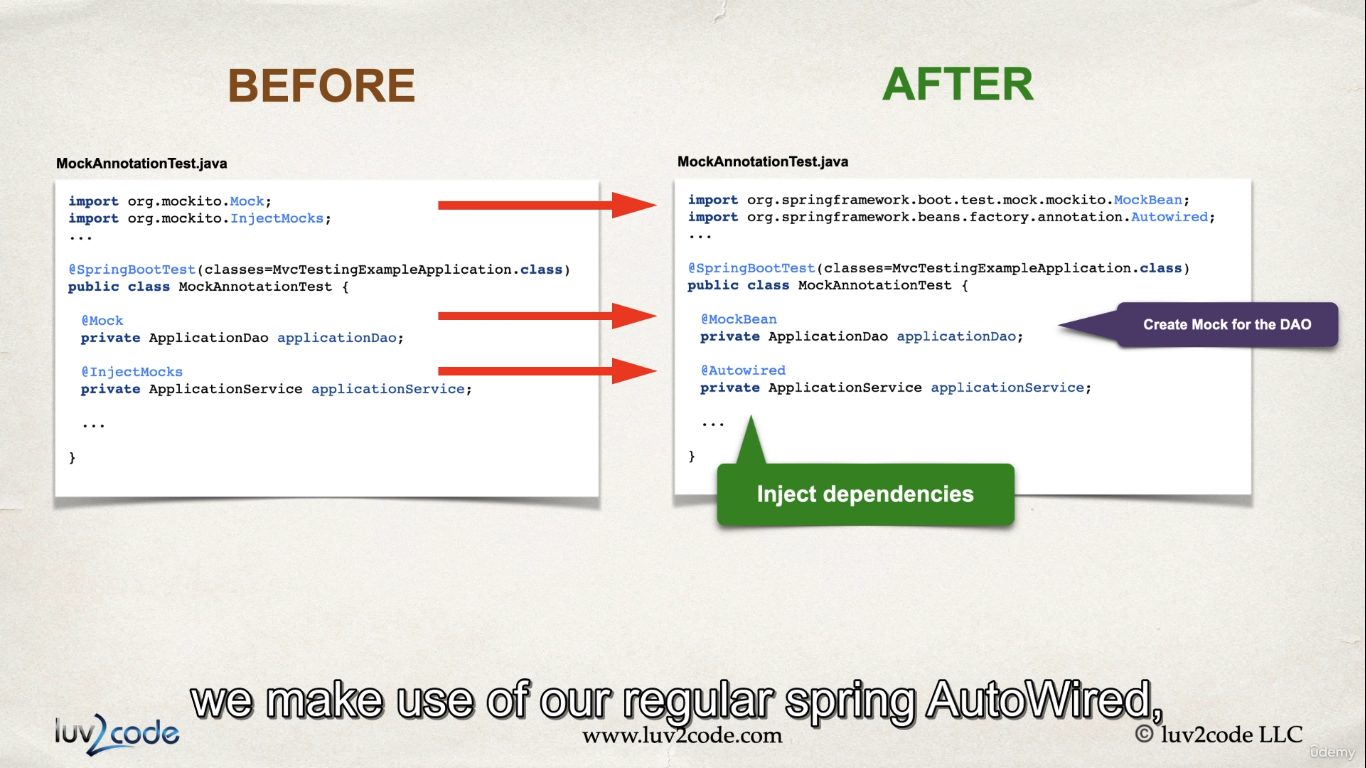 BEFORE
AFTER
MockAnnotationTest.java
import org.mockito.Mock;
import org.mockito.InjectMocks;
...
@SpringBootTest(classes=MvcTestingExampleApplication.class)
public class MockAnnotationTest {
@Mock
private ApplicationDao applicationDao;
@InjectMocks
private ApplicationService applicationService;
...
}
MockAnnotationTest.java
import org.springframework.boot.test.mock.mockito.MockBean;
import org.springframework.beans.factory.annotation.Autowired;
...
@SpringBootTest(classes=MvcTestingExampleApplication.class)
public class MockAnnotationTest {
@MockBean
private ApplicationDao applicationDao;
@Autowired
private ApplicationService applicationService;
...
}
Create Mock for the DAO
Inject dependencies
we make use of our regular spring AutoWired,
luv2code
www.luv2code.com
© luv2code LLC
ûdemy